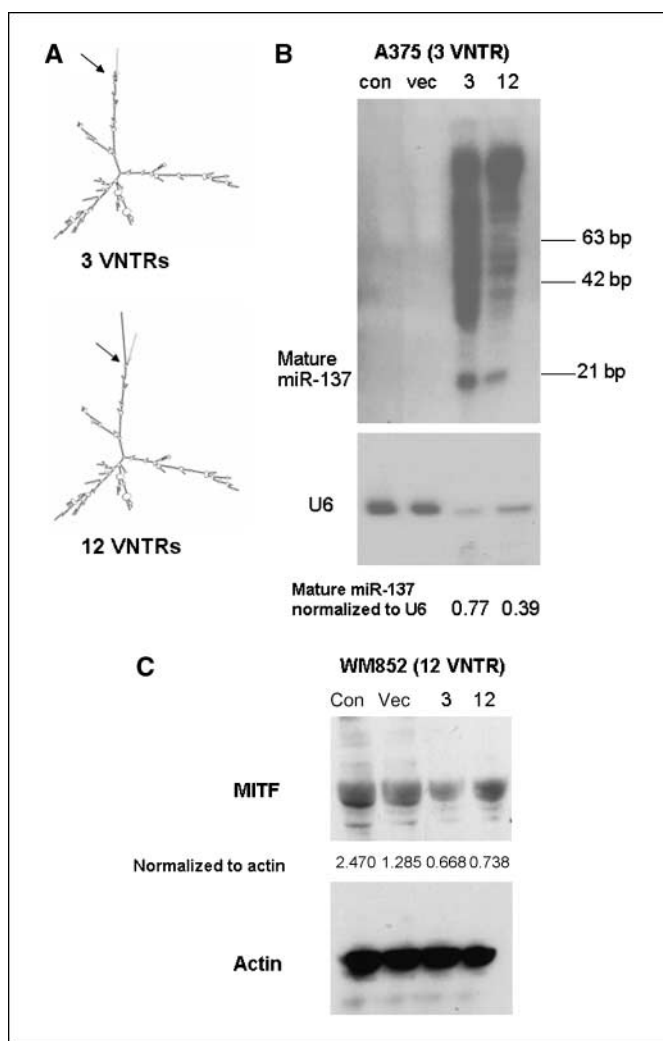 A
3 VNTRs
12 VNTRs
B
A375 (3 VNTR)
con vec 3 12
63 bp
42 bp
Mature
miR-137
21 bp
U6
Mature miR-137
normalized to U6 0.77 0.39
C
WM852 (12 VNTR)
Con Vec 3 12
MITF
Normalized to actin 2.470 1.285 0.668 0.738
Actin